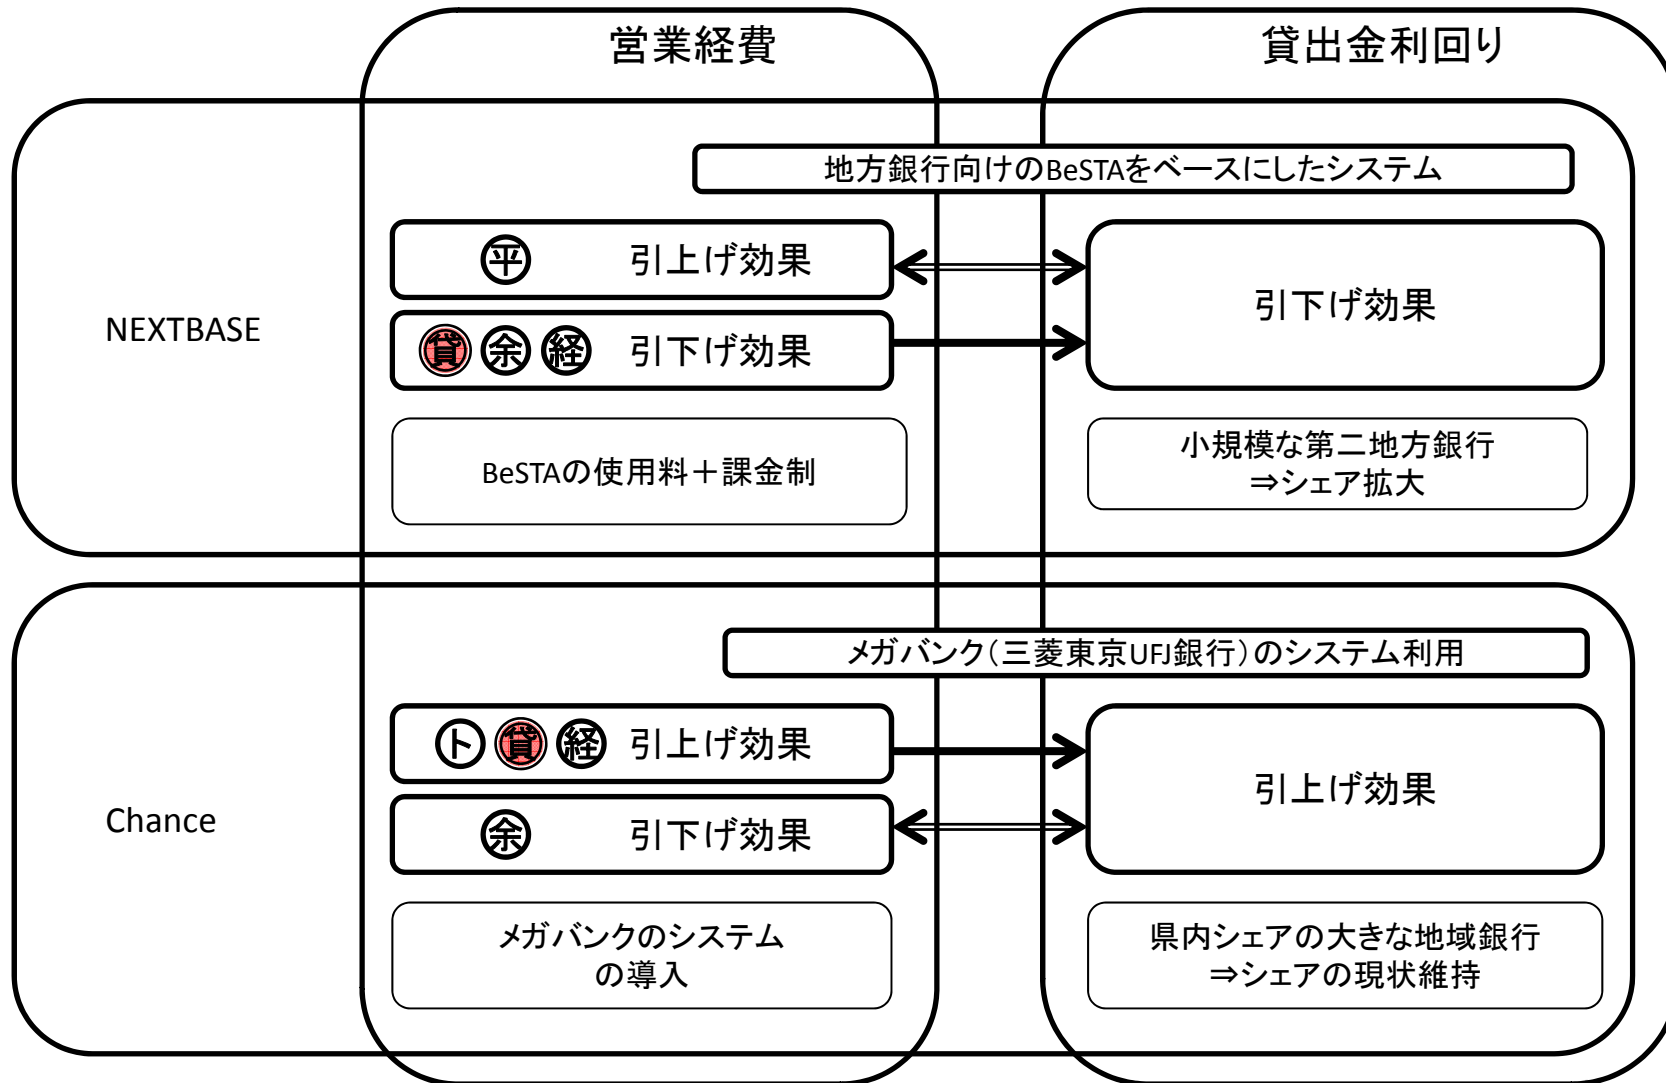 営業経費
貸出金利回り
NEXTBASE
地方銀行向けのBeSTAをベースにしたシステム
平 引上げ効果
貸 余 経 引下げ効果
引下げ効果
BeSTAの使用料＋課金制
小規模な第二地方銀行
⇒シェア拡大
Chance
メガバンク（三菱東京UFJ銀行）のシステム利用
ト 貸 経 引上げ効果
余 引下げ効果
引上げ効果
メガバンクのシステム
の導入
県内シェアの大きな地域銀行
⇒シェアの現状維持